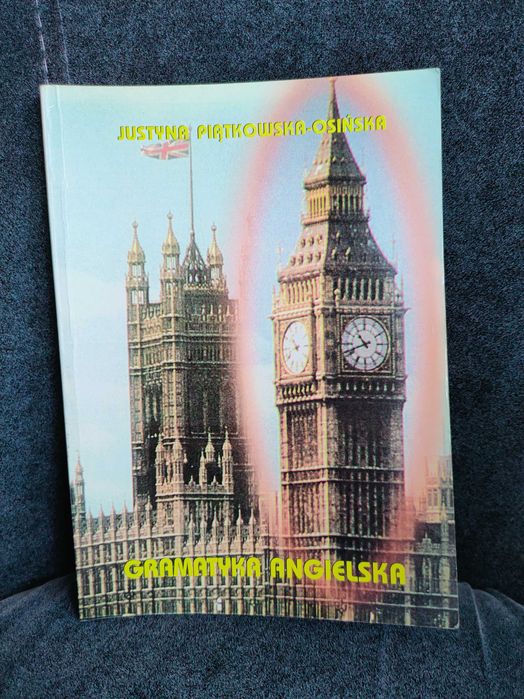 JUSTYNA PIĄTKOWSKA-OSIŃSKA
GRAMATYKA ANGIELSKA